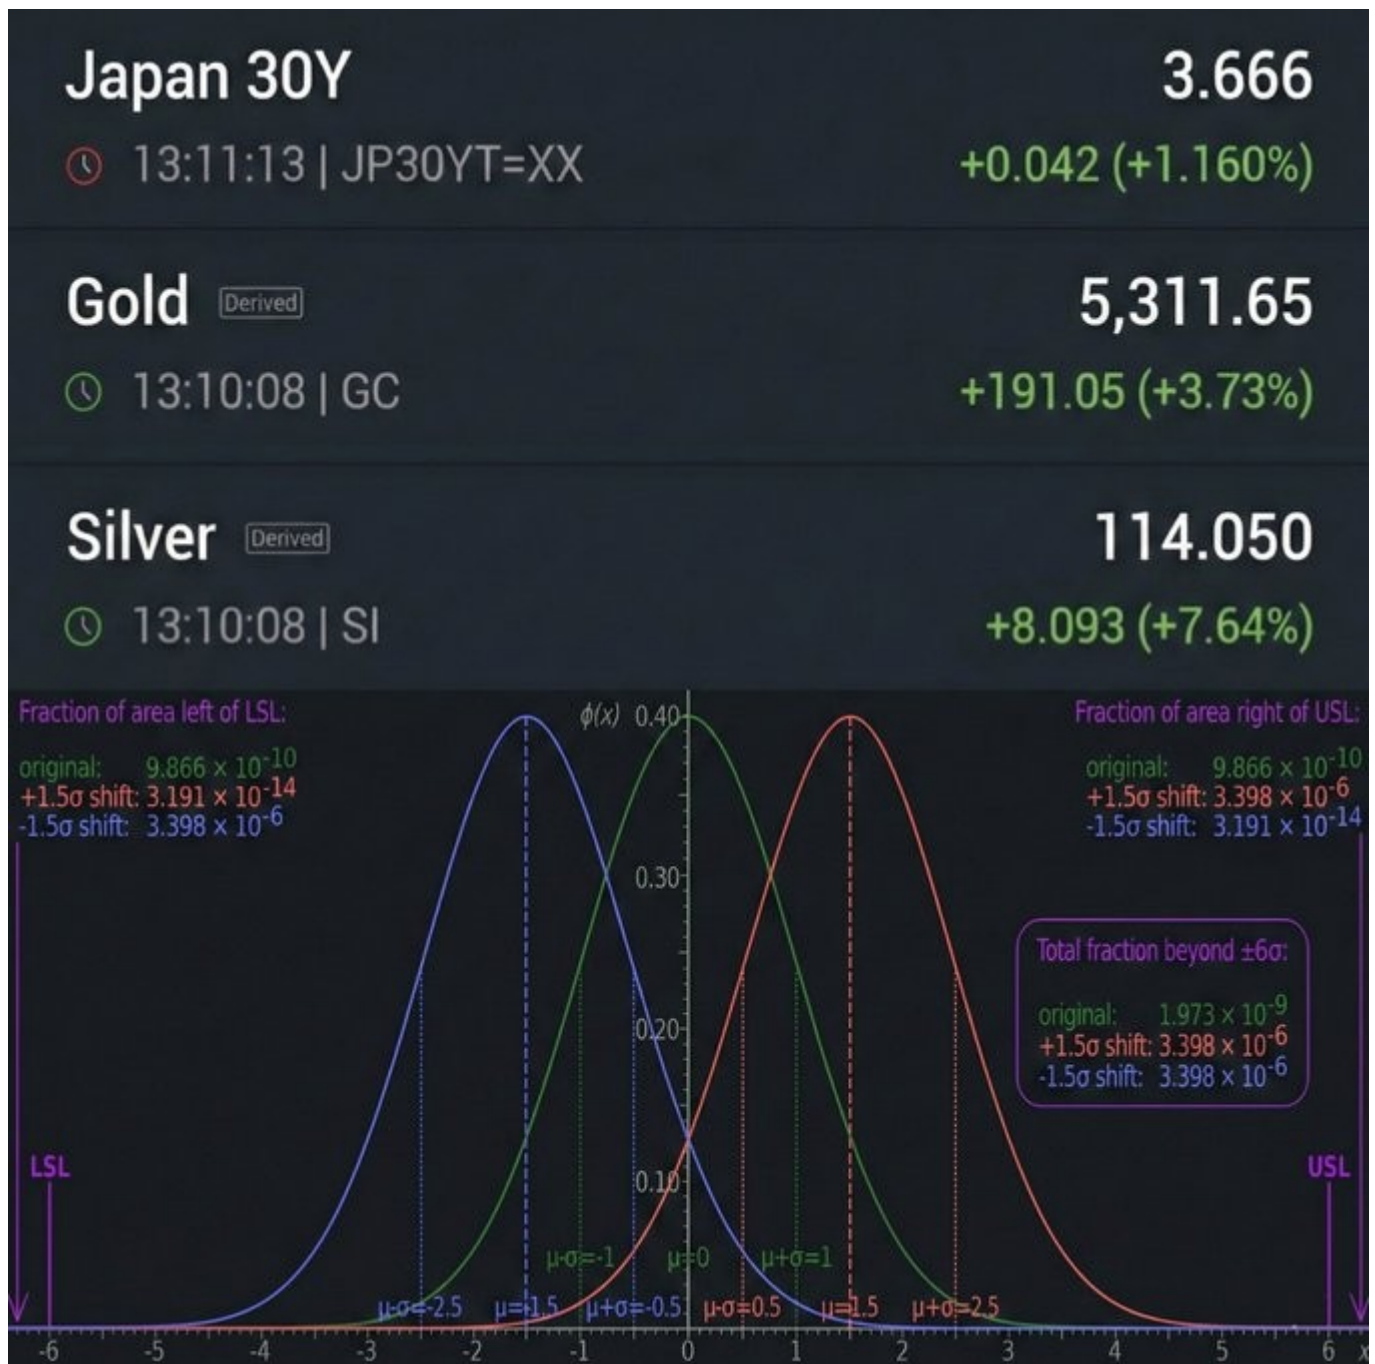 Japan 30Y 3.666
13:11:13 | JP30YT=XX +0.042 (+1.160%)
Gold Derived 5,311.65
13:10:08 | GC +191.05 (+3.73%)
Silver Derived 114.050
13:10:08 | SI +8.093 (+7.64%)
Fraction of area left of LSL:
original: 9.866 × 10⁻¹⁰
+1.5σ shift: 3.191 × 10⁻¹⁴
-1.5σ shift: 3.398 × 10⁻⁶
ϕ(x) 0.40
0.30
0.20
0.10
Fraction of area right of USL:
original: 9.866 × 10⁻¹⁰
+1.5σ shift: 3.398 × 10⁻⁶
-1.5σ shift: 3.191 × 10⁻¹⁴
Total fraction beyond ±6σ:
original: 1.973 × 10⁻⁹
+1.5σ shift: 3.398 × 10⁻⁶
-1.5σ shift: 3.398 × 10⁻⁶
LSL USL
μ-σ=-1 μ=0 μ+σ=1
μ-σ=-2.5 μ=-1.5 μ+σ=-0.5 μ-σ=0.5 μ=1.5 μ+σ=2.5
-6 -5 -4 -3 -2 -1 0 1 2 3 4 5 6 x